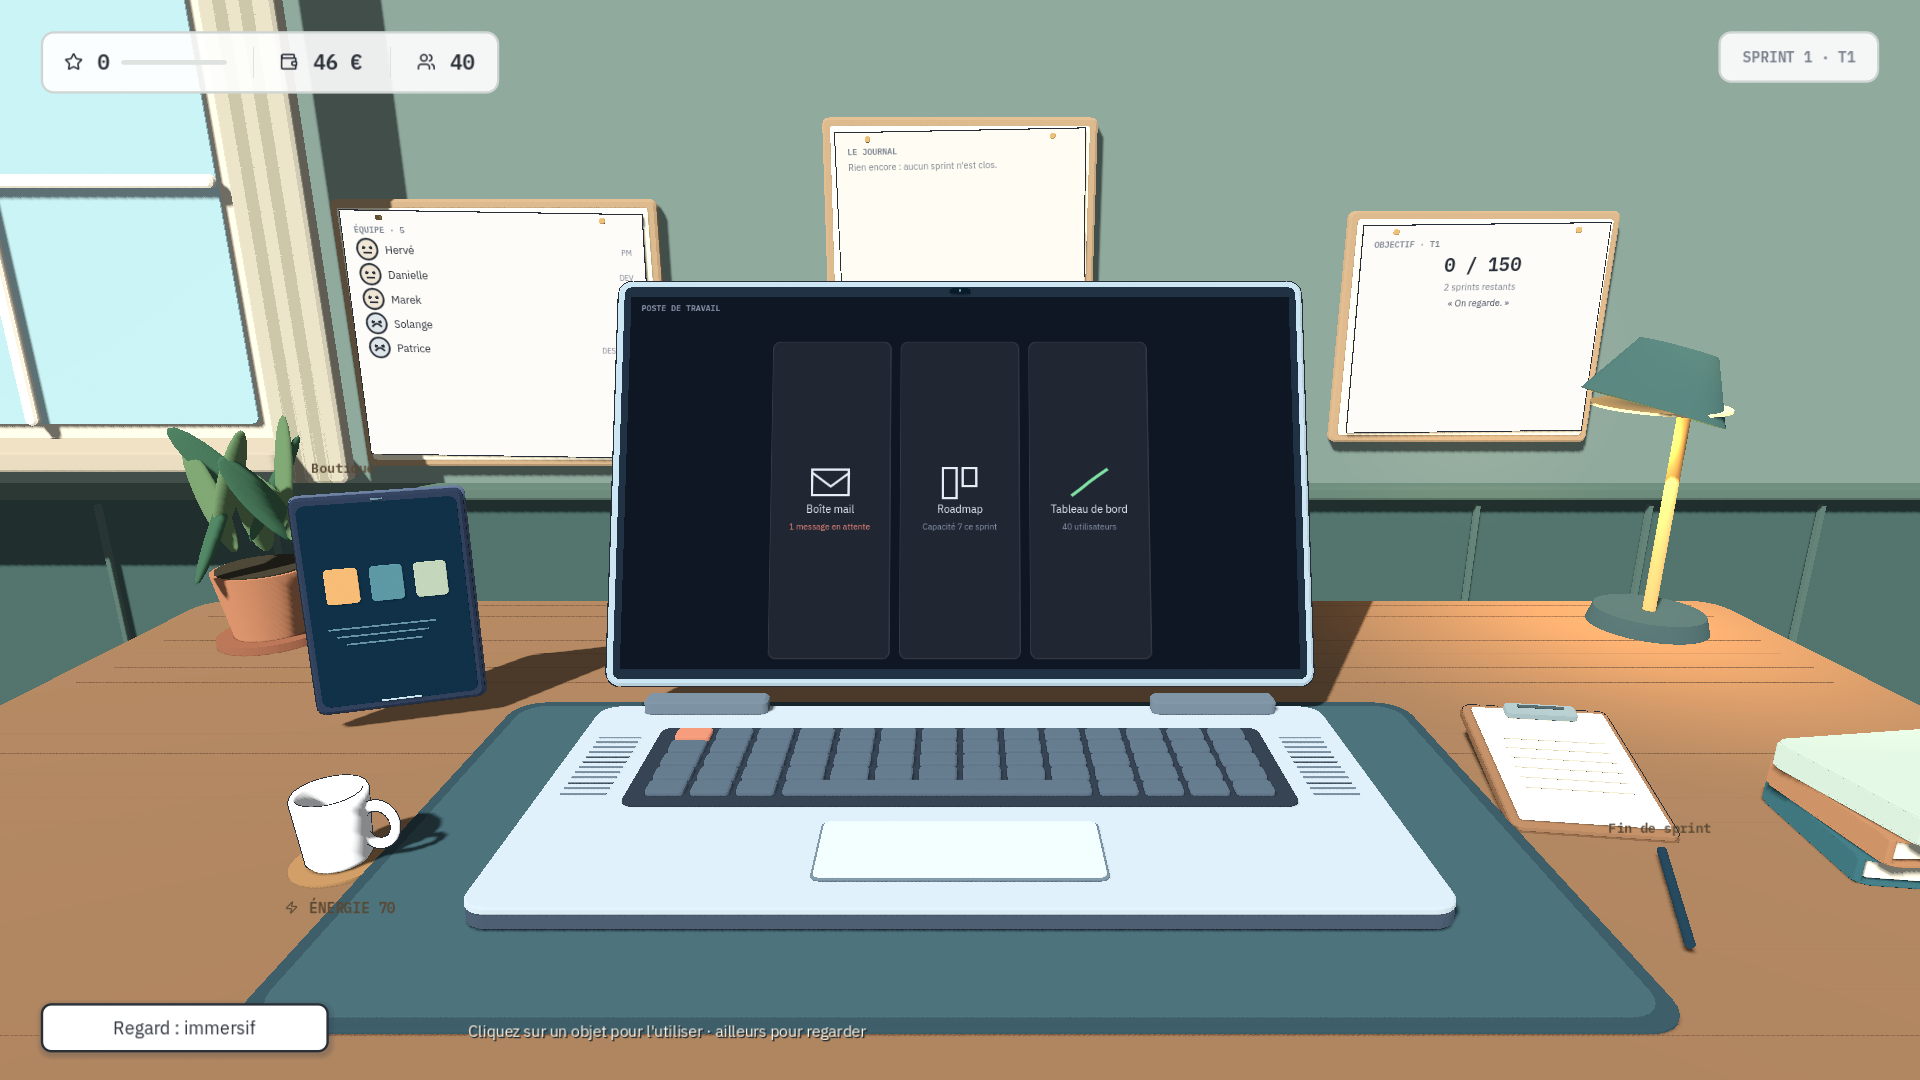 0
46 €
40
SPRINT 1 · T1
LE JOURNAL
Rien encore : aucun sprint n'est clos.
ÉQUIPE · 5
Hervé
PM
Danielle
DEV
Marek
Solange
Patrice
DES
OBJECTIF · T1
0 / 150
2 sprints restants
« On regarde. »
POSTE DE TRAVAIL
Boîte mail
1 message en attente
Roadmap
Capacité 7 ce sprint
Tableau de bord
40 utilisateurs
Boutique
Fin de sprint
ÉNERGIE 70
Regard : immersif
Cliquez sur un objet pour l'utiliser · ailleurs pour regarder